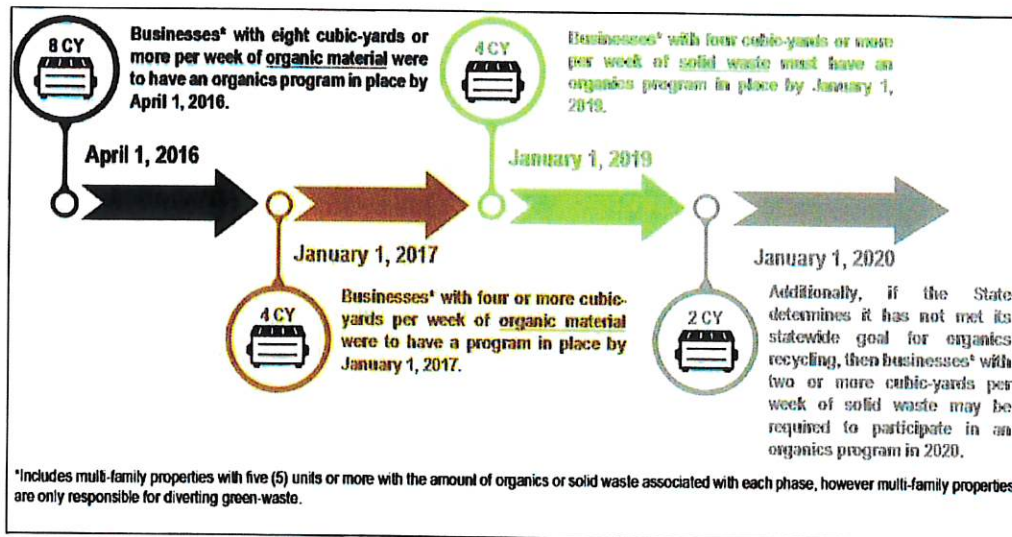 8 CY
Businesses* with eight cubic-yards or
more per week of organic material were
to have an organics program in place by
April 1, 2016.
4 CY
Businesses* with four cubic-yards or more
per week of solid waste must have an
organics program in place by January 1,
2019.
April 1, 2016
January 1, 2019
January 1, 2017
January 1, 2020
4 CY
Businesses* with four or more cubic-
yards per week of organic material
were to have a program in place by
January 1, 2017.
2 CY
Additionally, if the State
determines it has not met its
statewide goal for organics
recycling, then businesses* with
two or more cubic-yards per
week of solid waste may be
required to participate in an
organics program in 2020.
*Includes multi-family properties with five (5) units or more with the amount of organics or solid waste associated with each phase, however multi-family properties
are only responsible for diverting green-waste.